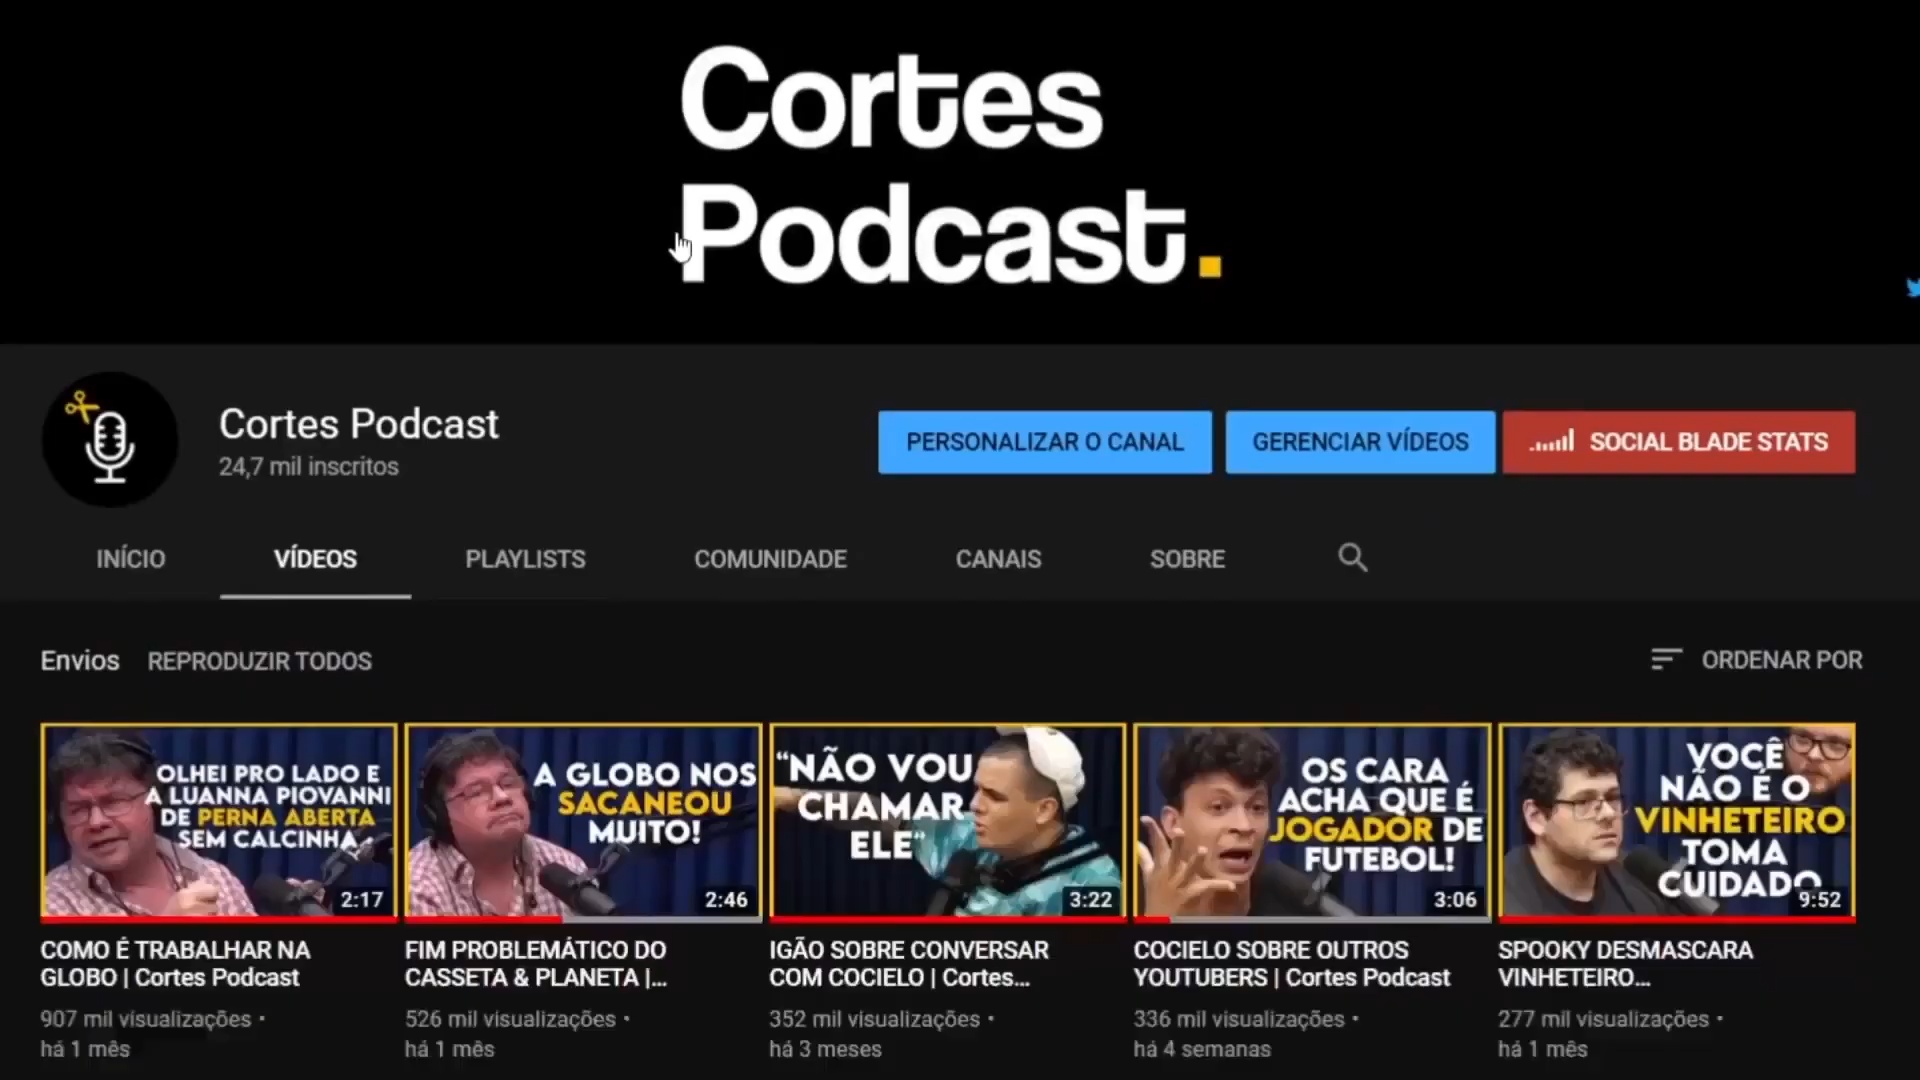 Cortes
Podcast.
Cortes Podcast
24,7 mil inscritos
PERSONALIZAR O CANAL
GERENCIAR VÍDEOS
SOCIAL BLADE STATS
INÍCIO
VÍDEOS
PLAYLISTS
COMUNIDADE
CANAIS
SOBRE
Envios
REPRODUZIR TODOS
ORDENAR POR
OLHEI PRO LADO E
A LUANNA PIOVANNI
DE PERNA ABERTA
SEM CALCINHA
2:17
COMO É TRABALHAR NA
GLOBO | Cortes Podcast
907 mil visualizações •
há 1 mês
A GLOBO NOS
SACANEOU
MUITO!
2:46
FIM PROBLEMÁTICO DO
CASSETA & PLANETA |...
526 mil visualizações •
há 1 mês
“NÃO VOU
CHAMAR
ELE”
3:22
IGÃO SOBRE CONVERSAR
COM COCIELO | Cortes...
352 mil visualizações •
há 3 meses
OS CARA
ACHA QUE É
JOGADOR DE
FUTEBOL!
3:06
COCIELO SOBRE OUTROS
YOUTUBERS | Cortes Podcast
336 mil visualizações •
há 4 semanas
VOCÊ
NÃO É O
VINHETEIRO
TOMA
CUIDADO
9:52
SPOOKY DESMASCARA
VINHETEIRO...
277 mil visualizações •
há 1 mês